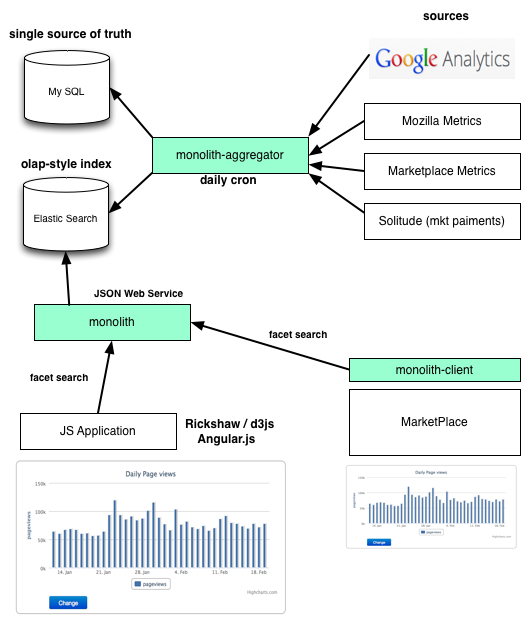 sources
single source of truth
Google Analytics
My SQL
Mozilla Metrics
monolith-aggregator
daily cron
olap-style index
Marketplace Metrics
Elastic Search
Solitude (mkt paiments)
JSON Web Service
monolith
facet search
facet search
monolith-client
JS Application
Rickshaw / d3js
Angular.js
MarketPlace
Daily Page views
150k
100k
50k
0k
pageviews
14. Jan
21. Jan
28. Jan
4. Feb
11. Feb
18. Feb
pageviews
Highcharts.com
Change
Daily Page views
pageviews
Change